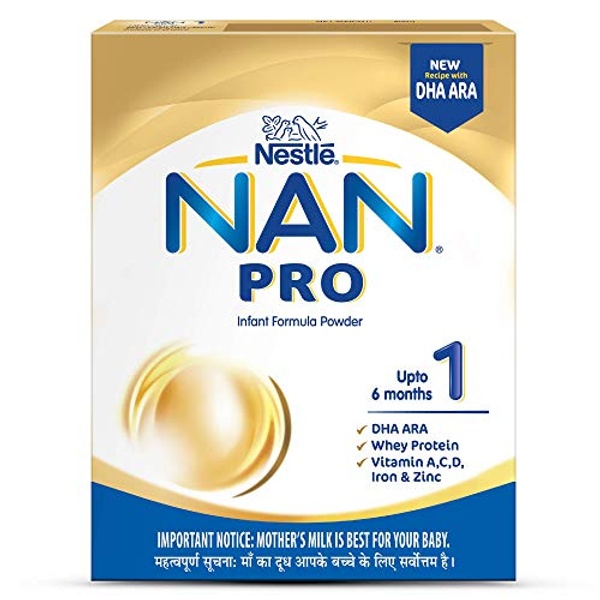 NAN 1
NEW
Recipe with
DHA ARA
Nestlé®
NAN®
PRO
Infant Formula Powder
Upto
6 months
1
✓ DHA ARA
✓ Whey Protein
✓ Vitamin A,C,D,
Iron & Zinc
IMPORTANT NOTICE: MOTHER'S MILK IS BEST FOR YOUR BABY.
महत्वपूर्ण सूचना: माँ का दूध आपके बच्चे के लिए सर्वोत्तम है।